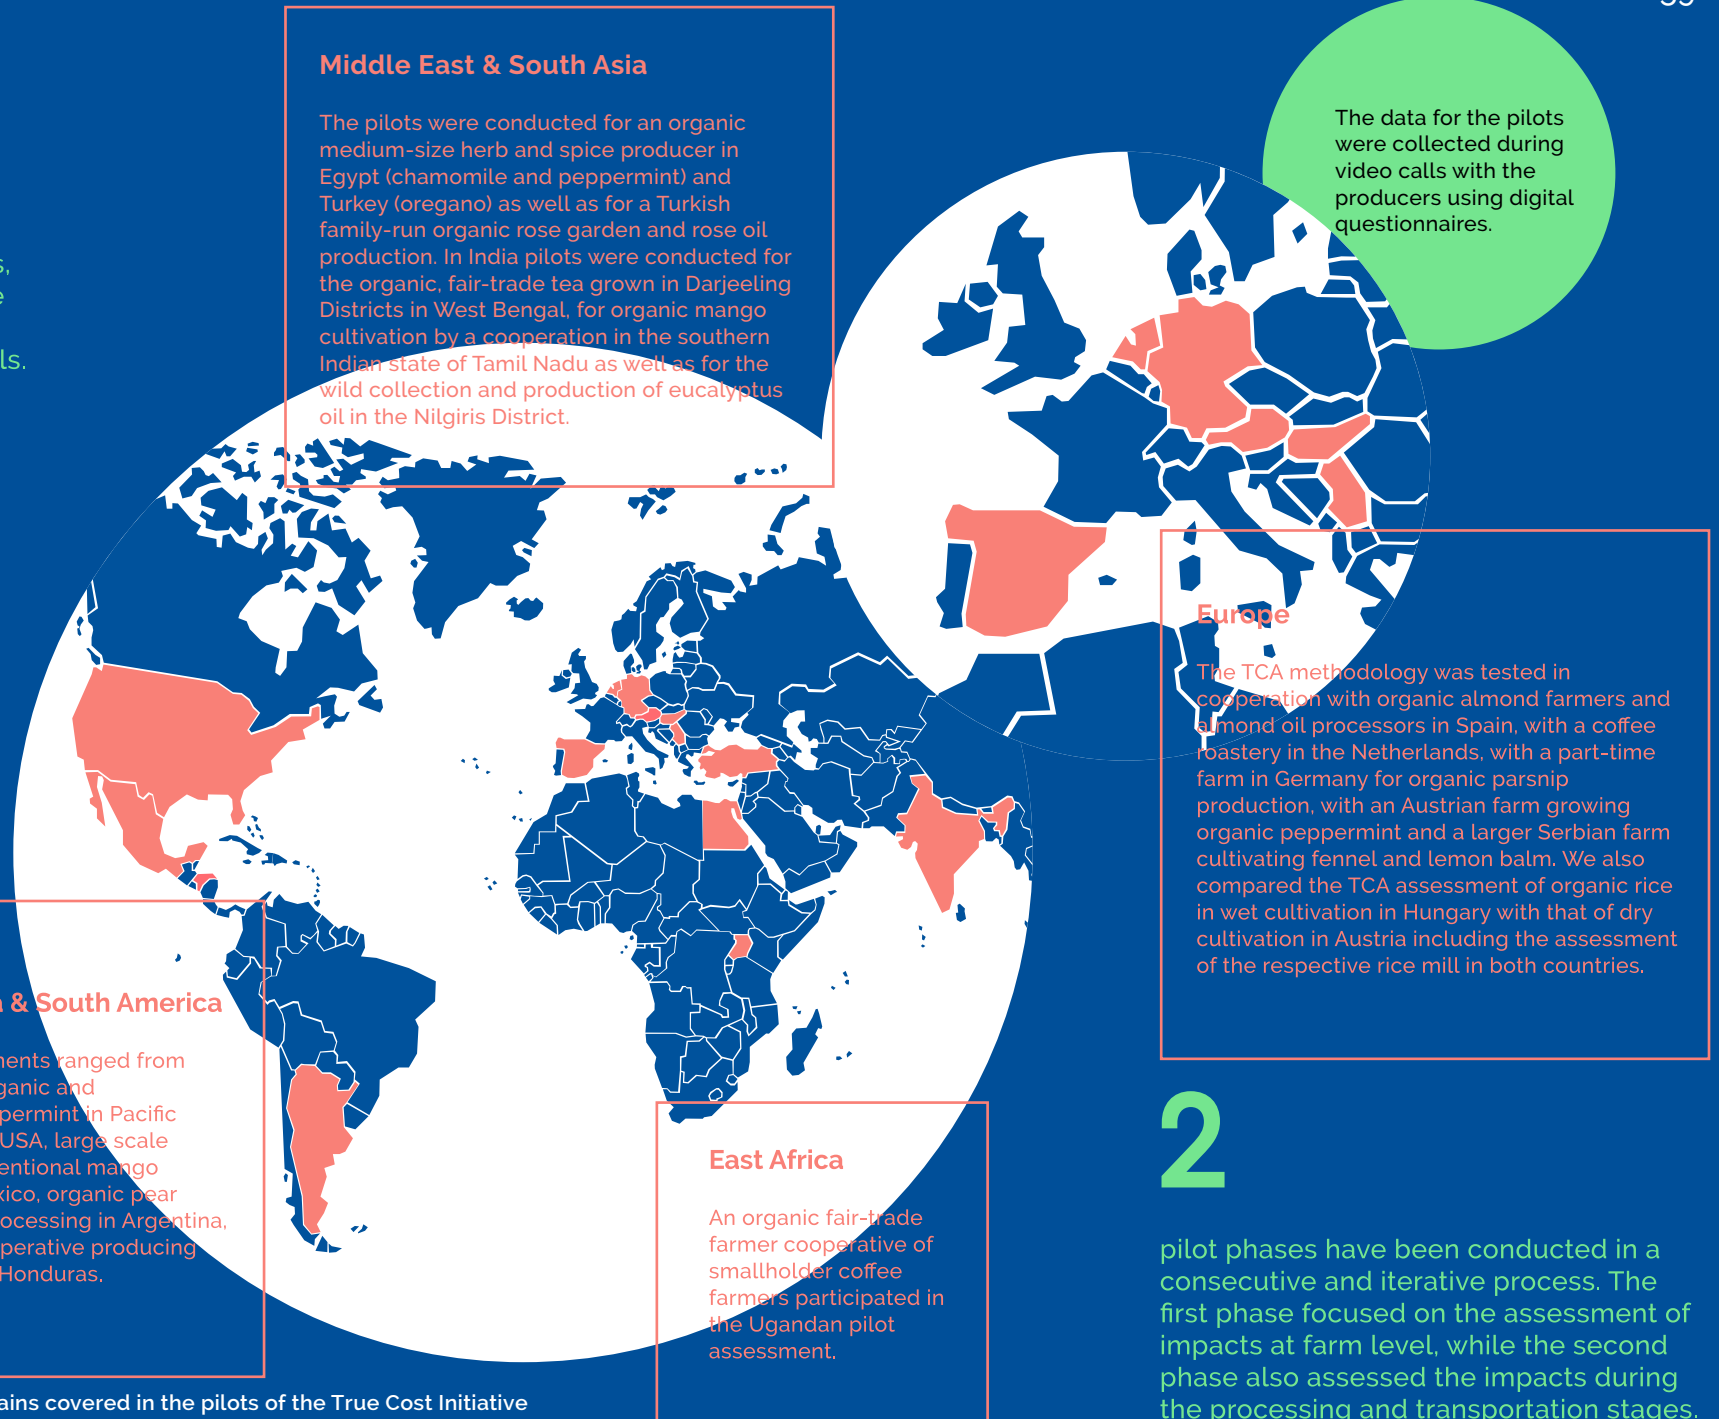 Middle East & South Asia
The pilots were conducted for an organic
medium-size herb and spice producer in
Egypt (chamomile and peppermint) and
Turkey (oregano) as well as for a Turkish
family-run organic rose garden and rose oil
production. In India pilots were conducted for
the organic, fair-trade tea grown in Darjeeling
Districts in West Bengal, for organic mango
cultivation by a cooperation in the southern
Indian state of Tamil Nadu as well as for the
wild collection and production of eucalyptus
oil in the Nilgiris District.
The data for the pilots
were collected during
video calls with the
producers using digital
questionnaires.
Europe
The TCA methodology was tested in
cooperation with organic almond farmers and
almond oil processors in Spain, with a coffee
roastery in the Netherlands, with a part-time
farm in Germany for organic parsnip
production, with an Austrian farm growing
organic peppermint and a larger Serbian farm
cultivating fennel and lemon balm. We also
compared the TCA assessment of organic rice
in wet cultivation in Hungary with that of dry
cultivation in Austria including the assessment
of the respective rice mill in both countries.
& South America
ranged from
and
in Pacific
USA, large scale
mango
organic pear
in Argentina,
producing
Honduras.
East Africa
An organic fair-trade
farmer cooperative of
smallholder coffee
farmers participated in
the Ugandan pilot
assessment.
2
pilot phases have been conducted in a
consecutive and iterative process. The
first phase focused on the assessment of
impacts at farm level, while the second
phase also assessed the impacts during
the processing and transportation stages.
covered in the pilots of the True Cost Initiative